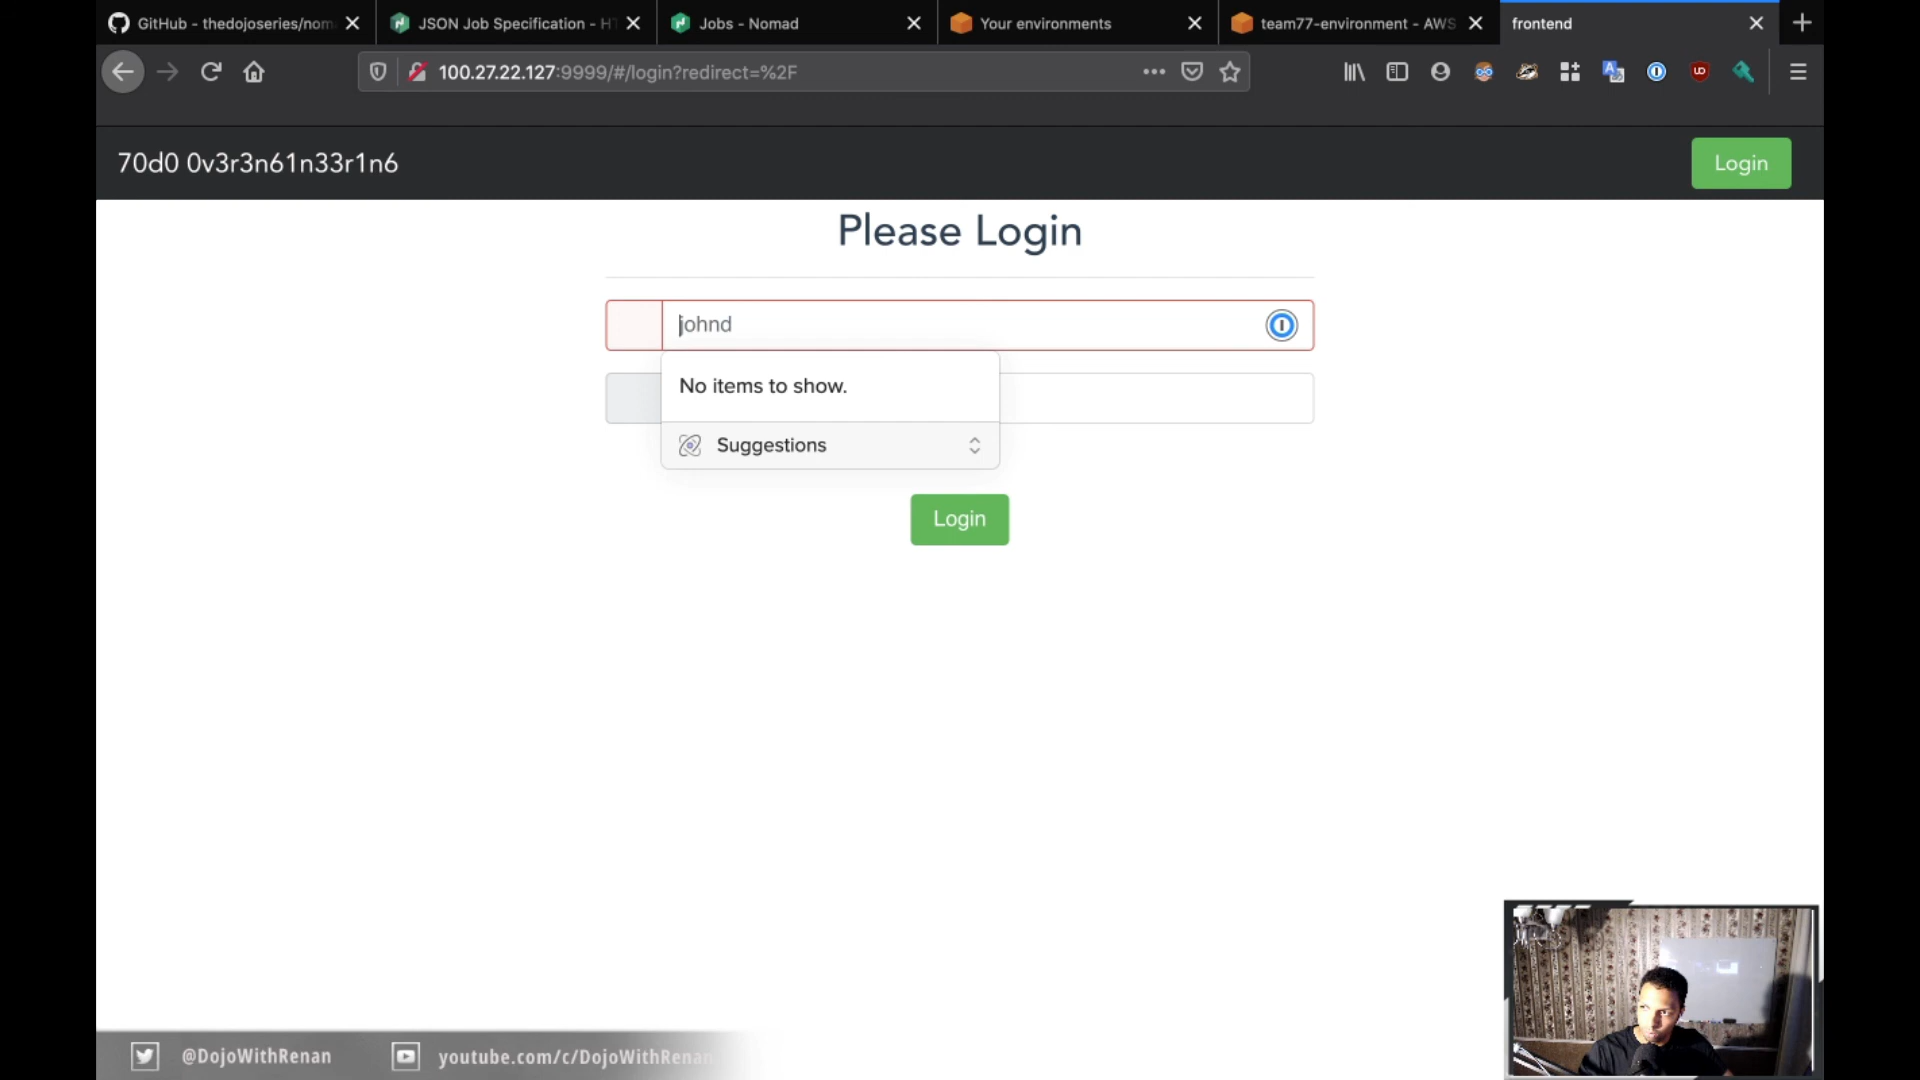 GitHub - thedojoseries/nom
JSON Job Specification - H
Jobs - Nomad
Your environments
team77-environment - AWS
frontend
100.27.22.127:9999/#/login?redirect=%2F
70d0 0v3r3n61n33r1n6
Login
Please Login
johnd
No items to show.
Suggestions
Login
@DojoWithRenan
youtube.com/c/DojoWithRenan